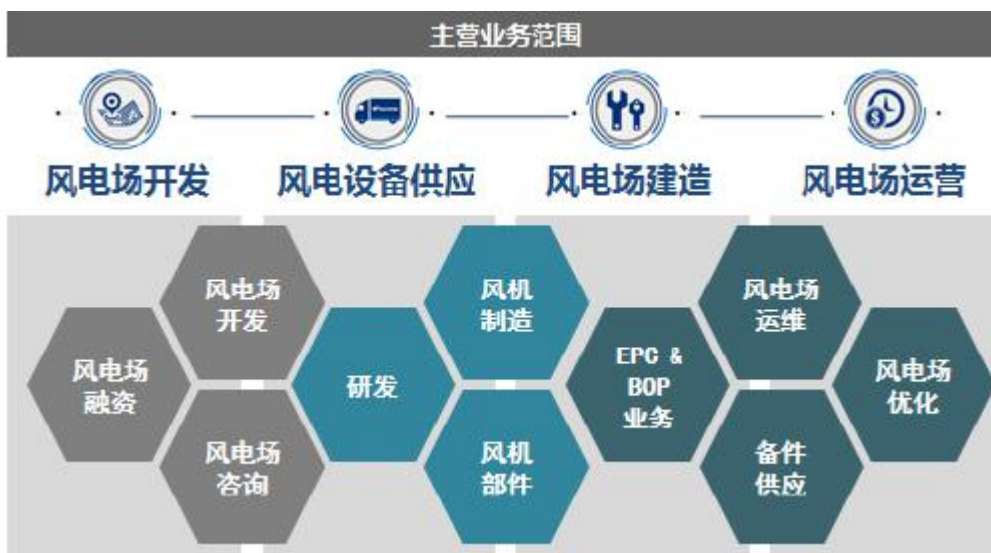 主营业务范围
风电场开发
风电设备供应
风电场建造
风电场运营
风电场
开发
风机
制造
风电场
运维
风电场
融资
研发
EPC &
BOP
业务
风电场
优化
风电场
咨询
风机
部件
备件
供应